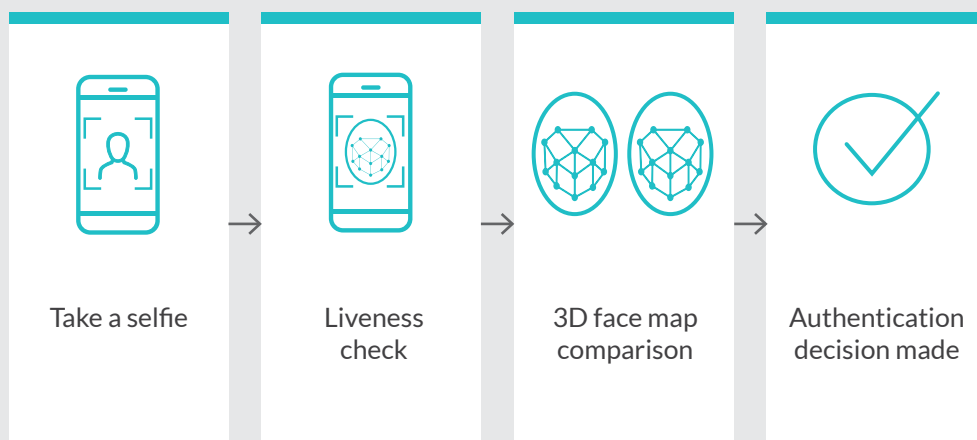 Take a selfie
Liveness
check
3D face map
comparison
Authentication
decision made